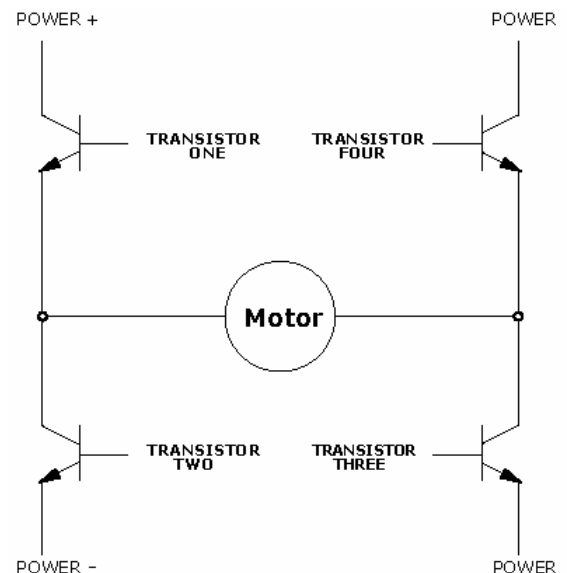 POWER +
POWER
TRANSISTOR
ONE
TRANSISTOR
FOUR
Motor
TRANSISTOR
TWO
TRANSISTOR
THREE
POWER -
POWER